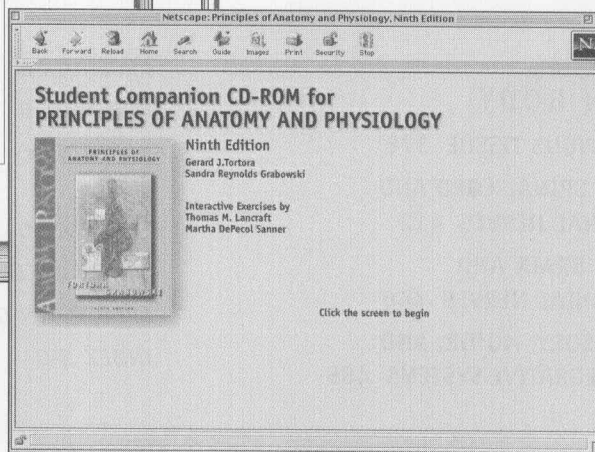 Netscape: Principles of Anatomy and Physiology, Ninth Edition
Back Forward Reload Home Search Guide Images Print Security Stop
N
Student Companion CD-ROM for
PRINCIPLES OF ANATOMY AND PHYSIOLOGY
PRINCIPLES OF
ANATOMY AND PHYSIOLOGY
TORTORA
GRABOWSKI
Ninth Edition
Gerard J.Tortora
Sandra Reynolds Grabowski
Interactive Exercises by
Thomas M. Lancraft
Martha DePecol Sanner
Click the screen to begin